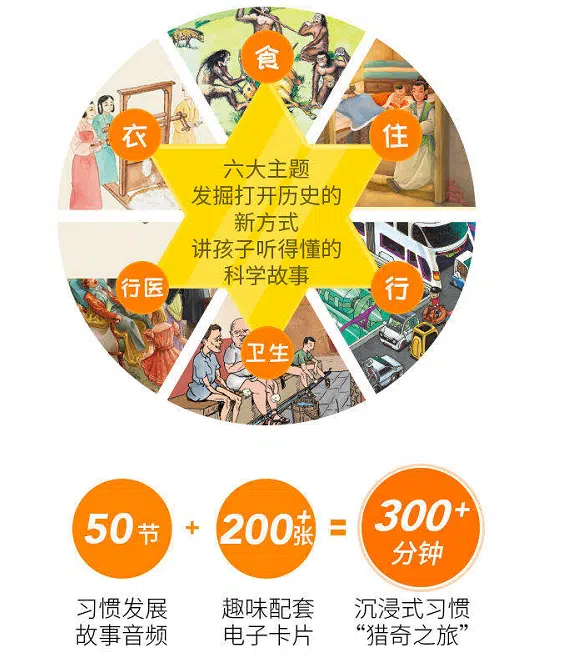 食
衣
住
六大主题
发掘打开历史的
新方式
讲孩子听得懂的
科学故事
行医
行
卫生
50节 + 200+张 = 300+分钟
习惯发展
故事音频
趣味配套
电子卡片
沉浸式习惯
“猎奇之旅”